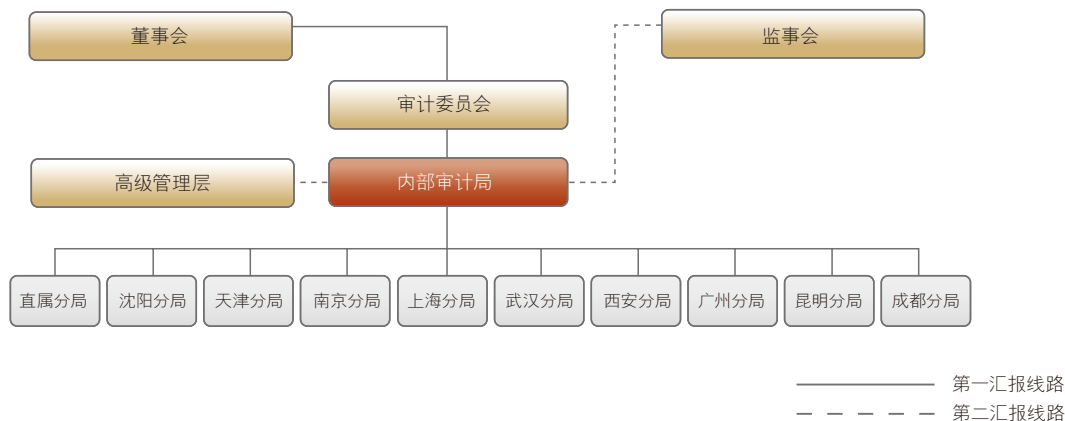 董事会
监事会
审计委员会
高级管理层
内部审计局
直属分局
沈阳分局
天津分局
南京分局
上海分局
武汉分局
西安分局
广州分局
昆明分局
成都分局
第一汇报线路
第二汇报线路